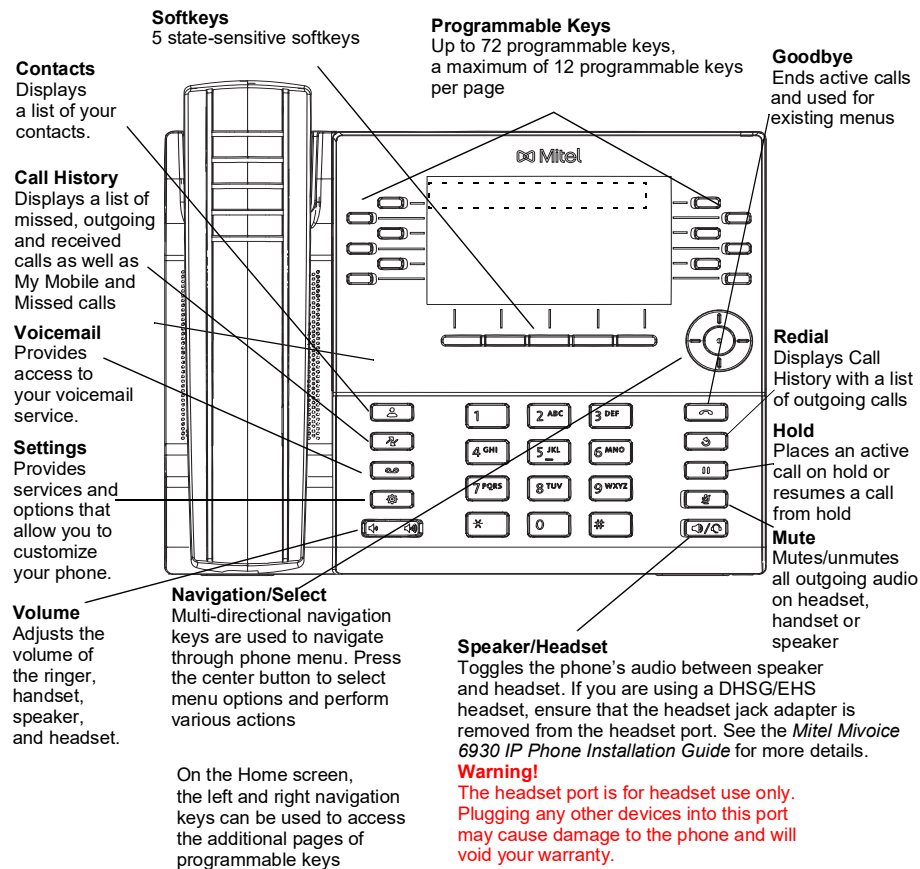 Softkeys
5 state-sensitive softkeys
Programmable Keys
Up to 72 programmable keys,
a maximum of 12 programmable keys
per page
Goodbye
Ends active calls
and used for
existing menus
Contacts
Displays
a list of your
contacts.
Call History
Displays a list of
missed, outgoing
and received
calls as well as
My Mobile and
Missed calls
Voicemail
Provides
access to
your voicemail
service.
Settings
Provides
services and
options that
allow you to
customize
your phone.
Volume
Adjusts the
volume of
the ringer,
handset,
speaker,
and headset.
Mitel
1
2 ABC
3 DEF
4 GHI
5 JKL
6 MNO
7 PQRS
8 TUV
9 WXYZ
*
0
#
Redial
Displays Call
History with a list
of outgoing calls
Hold
Places an active
call on hold or
resumes a call
from hold
Mute
Mutes/unmutes
all outgoing audio
on headset,
handset or
speaker
Navigation/Select
Multi-directional navigation
keys are used to navigate
through phone menu. Press
the center button to select
menu options and perform
various actions
On the Home screen,
the left and right navigation
keys can be used to access
the additional pages of
programmable keys
Speaker/Headset
Toggles the phone's audio between speaker
and headset. If you are using a DHSG/EHS
headset, ensure that the headset jack adapter is
removed from the headset port. See the Mitel Mivoice
6930 IP Phone Installation Guide for more details.
Warning!
The headset port is for headset use only.
Plugging any other devices into this port
may cause damage to the phone and will
void your warranty.